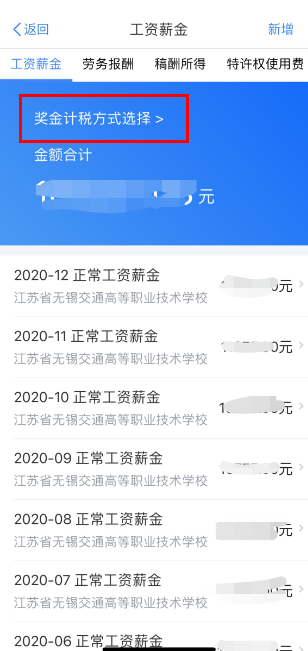 返回
工资薪金
新增
工资薪金 劳务报酬 稿酬所得 特许权使用费
奖金计税方式选择 >
金额合计
元
2020-12 正常工资薪金
0元
江苏省无锡交通高等职业技术学校
2020-11 正常工资薪金
0元
江苏省无锡交通高等职业技术学校
2020-10 正常工资薪金
元
江苏省无锡交通高等职业技术学校
2020-09 正常工资薪金
元
江苏省无锡交通高等职业技术学校
2020-08 正常工资薪金
元
江苏省无锡交通高等职业技术学校
2020-07 正常工资薪金
元
江苏省无锡交通高等职业技术学校
2020-06 正常工资薪金
元